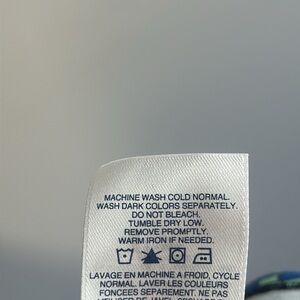 MACHINE WASH COLD NORMAL.
WASH DARK COLORS SEPARATELY.
DO NOT BLEACH.
TUMBLE DRY LOW.
REMOVE PROMPTLY.
WARM IRON IF NEEDED.
LAVAGE EN MACHINE A FROID, CYCLE
NORMAL. LAVER LES COULEURS
FONCEES SEPAREMENT. NE PAS